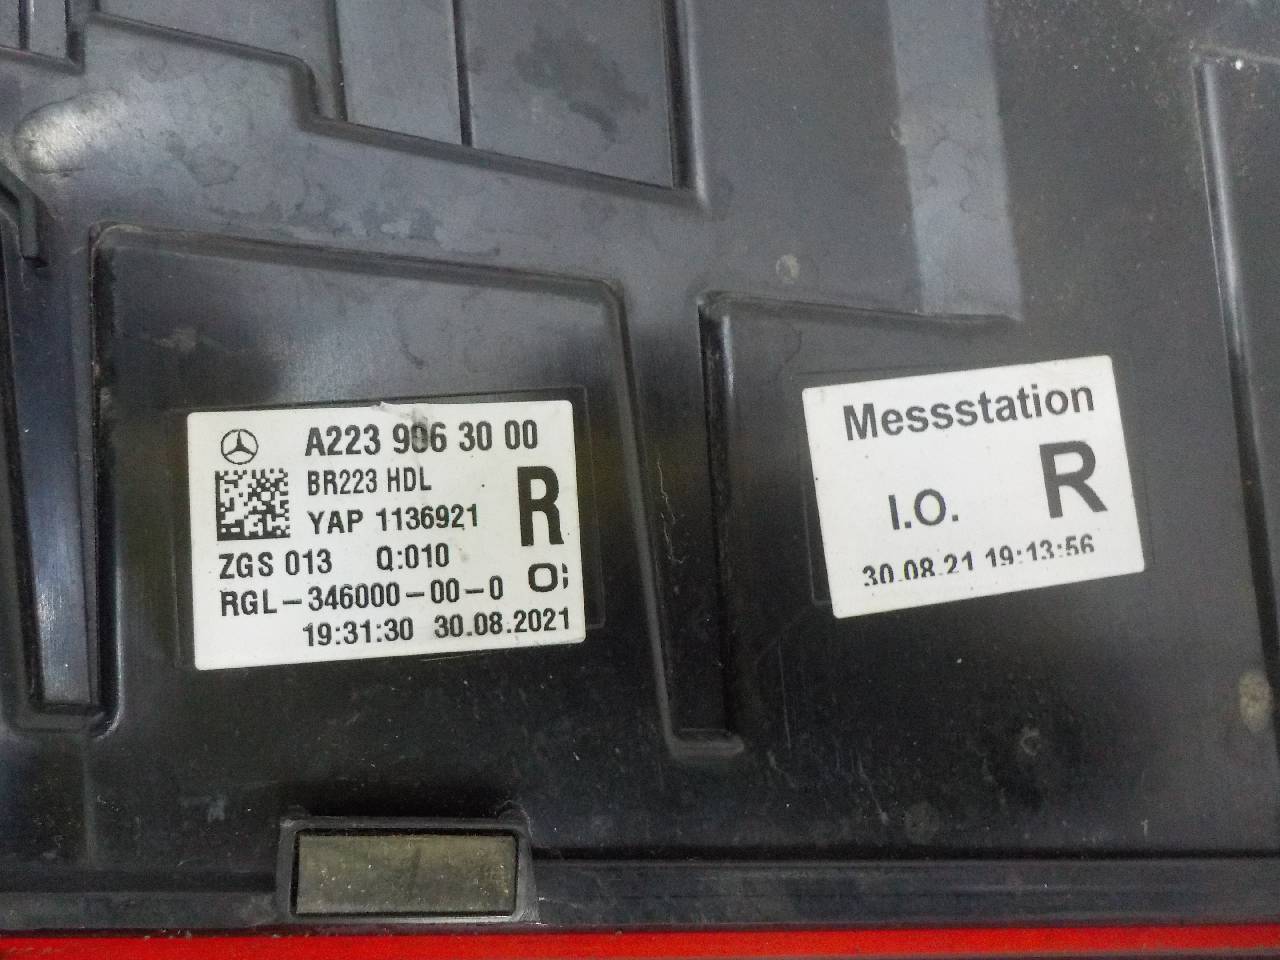 A223 906 30 00
BR223 HDL
R
YAP 1136921
ZGS 013 Q:010
RGL-346000-00-0
19:31:30 30.08.2021
Messstation
I.O. R
30.08.21 19:13:56